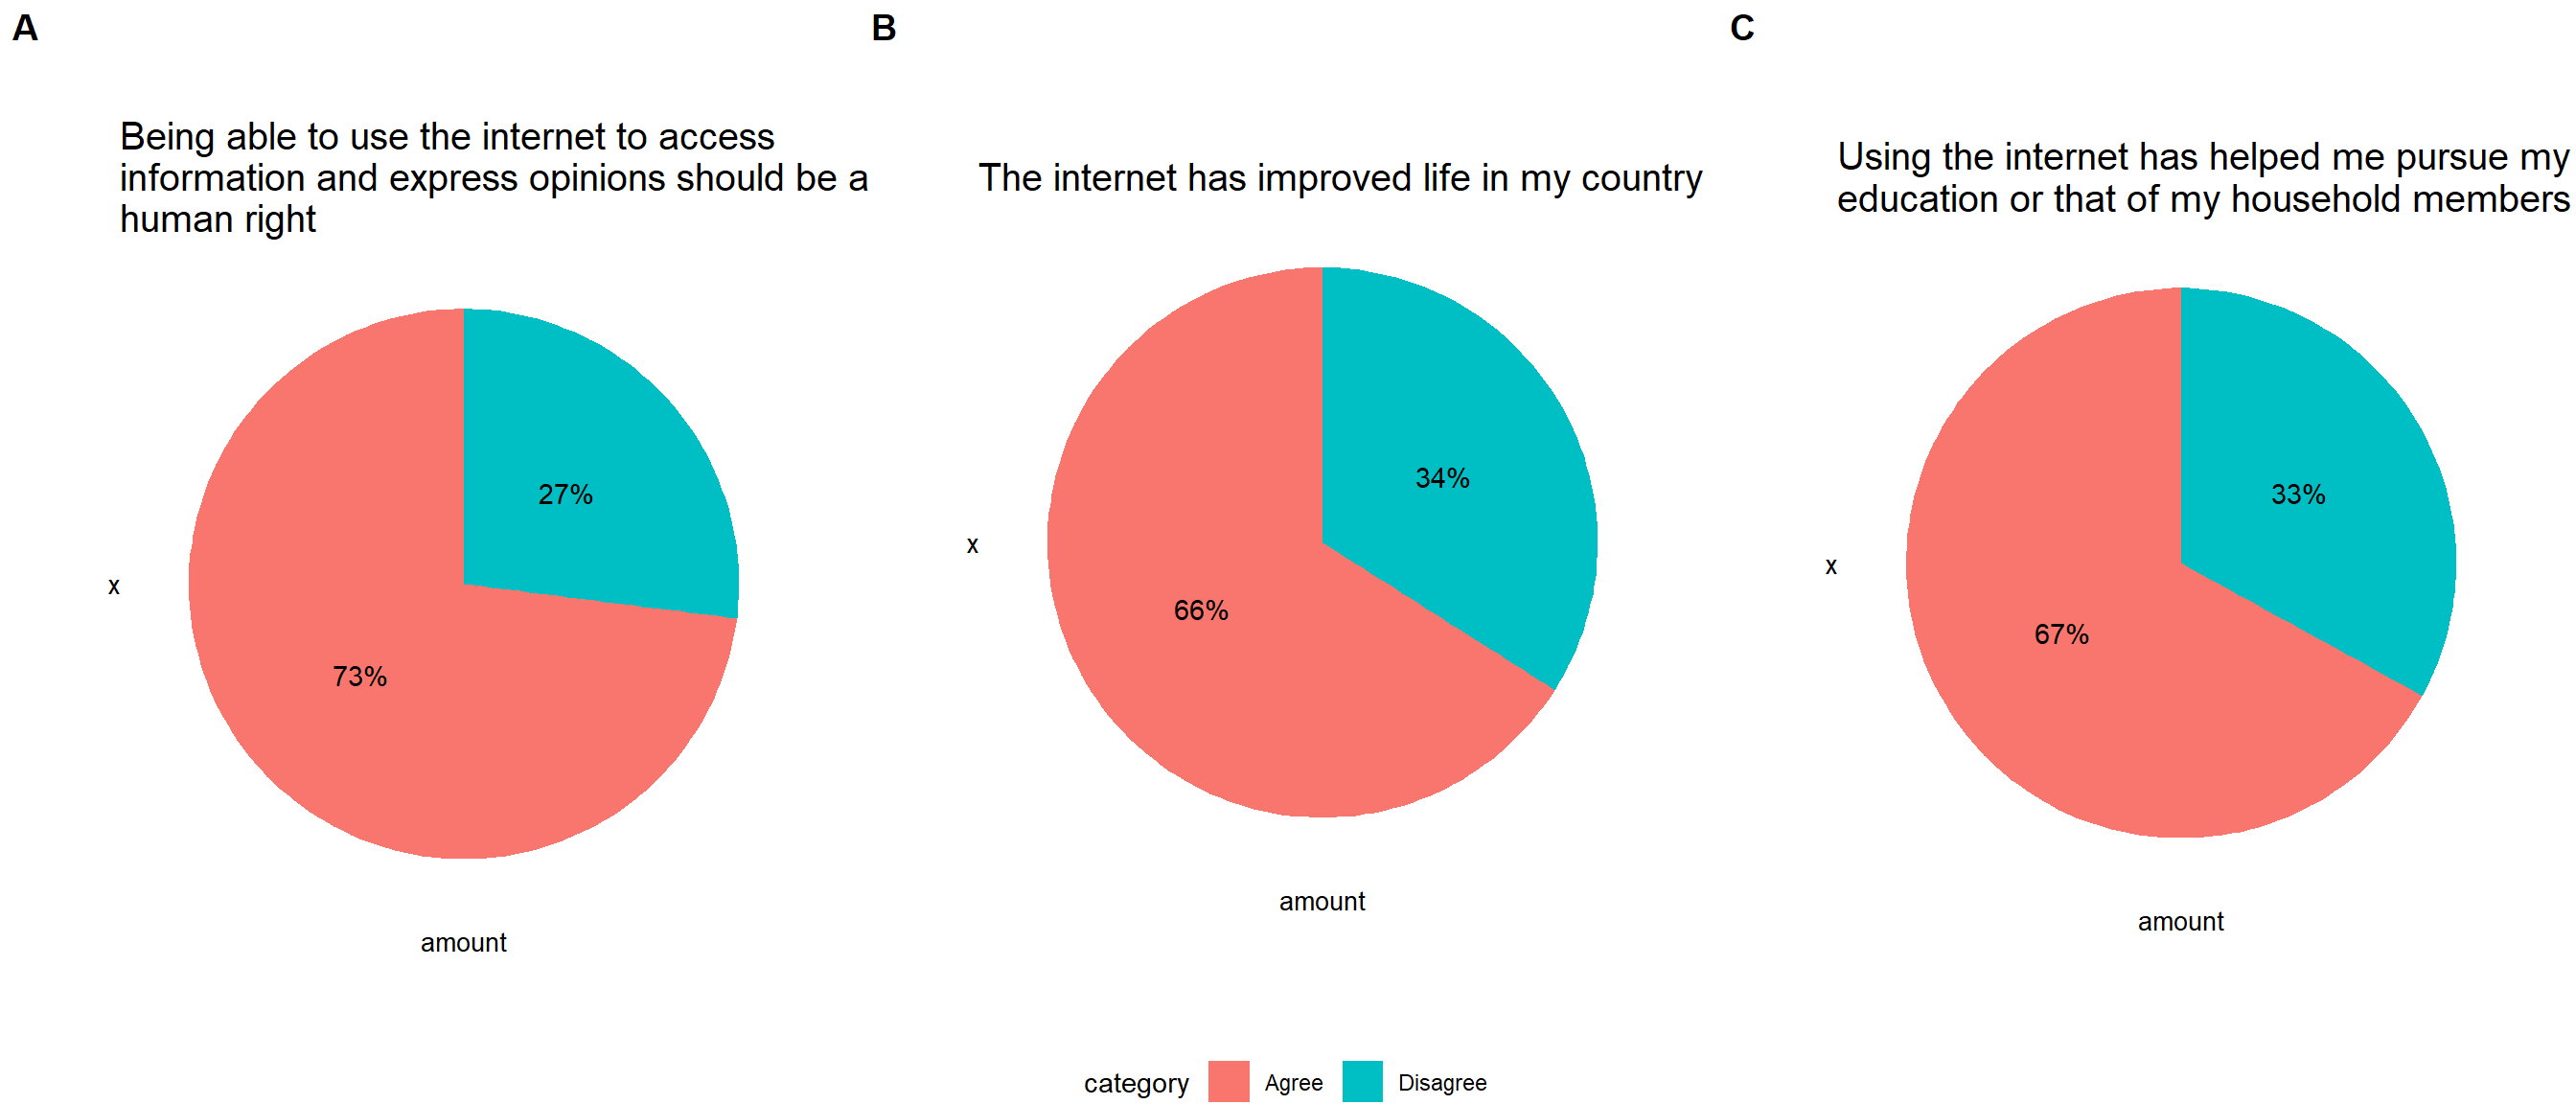 A
Being able to use the internet to access
information and express opinions should be a
human right
27%
73%
x
amount
B
The internet has improved life in my country
34%
66%
x
amount
C
Using the internet has helped me pursue my
education or that of my household members
33%
67%
x
amount
category Agree Disagree